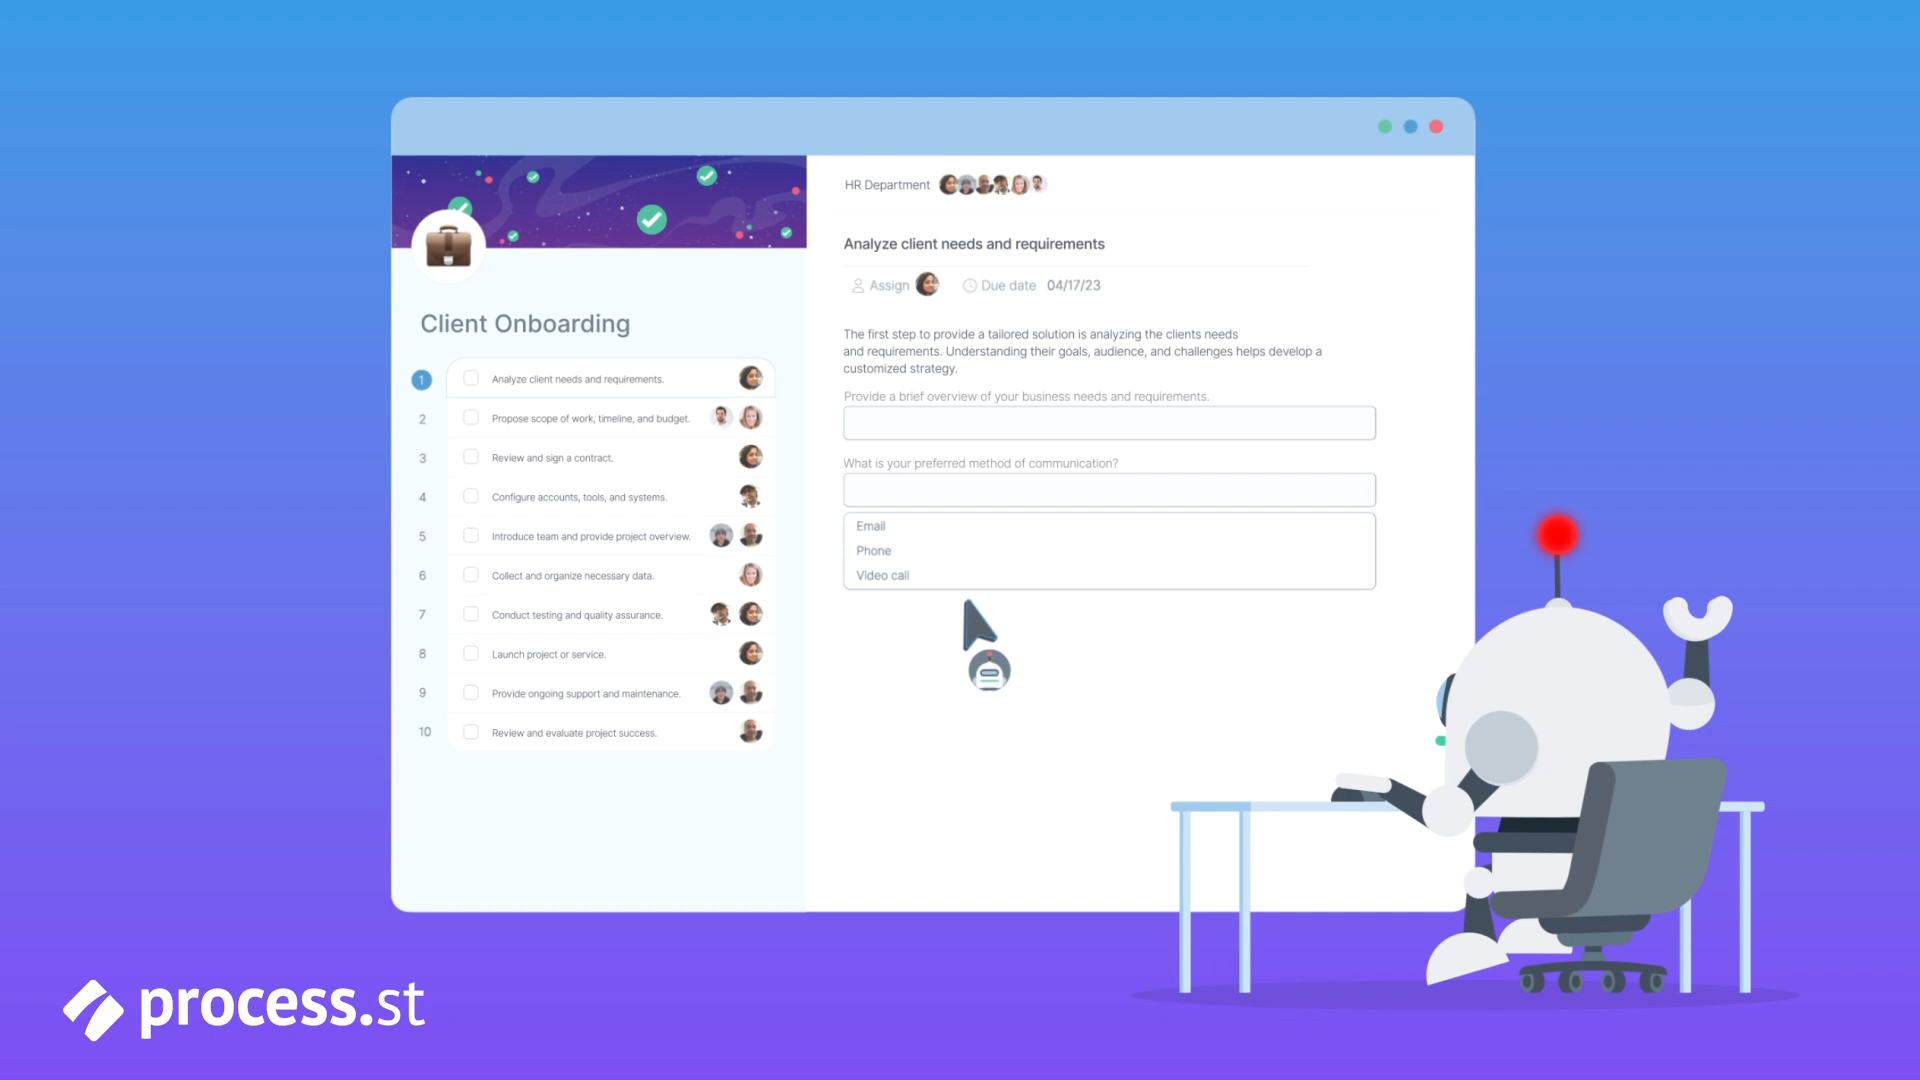 Client Onboarding
1 Analyze client needs and requirements.
2 Propose scope of work, timeline, and budget.
3 Review and sign a contract.
4 Configure accounts, tools, and systems.
5 Introduce team and provide project overview.
6 Collect and organize necessary data.
7 Conduct testing and quality assurance.
8 Launch project or service.
9 Provide ongoing support and maintenance.
10 Review and evaluate project success.
HR Department
Analyze client needs and requirements
Assign Due date 04/17/23
The first step to provide a tailored solution is analyzing the clients needs
and requirements. Understanding their goals, audience, and challenges helps develop a
customized strategy.
Provide a brief overview of your business needs and requirements.
What is your preferred method of communication?
Email
Phone
Video call
process.st